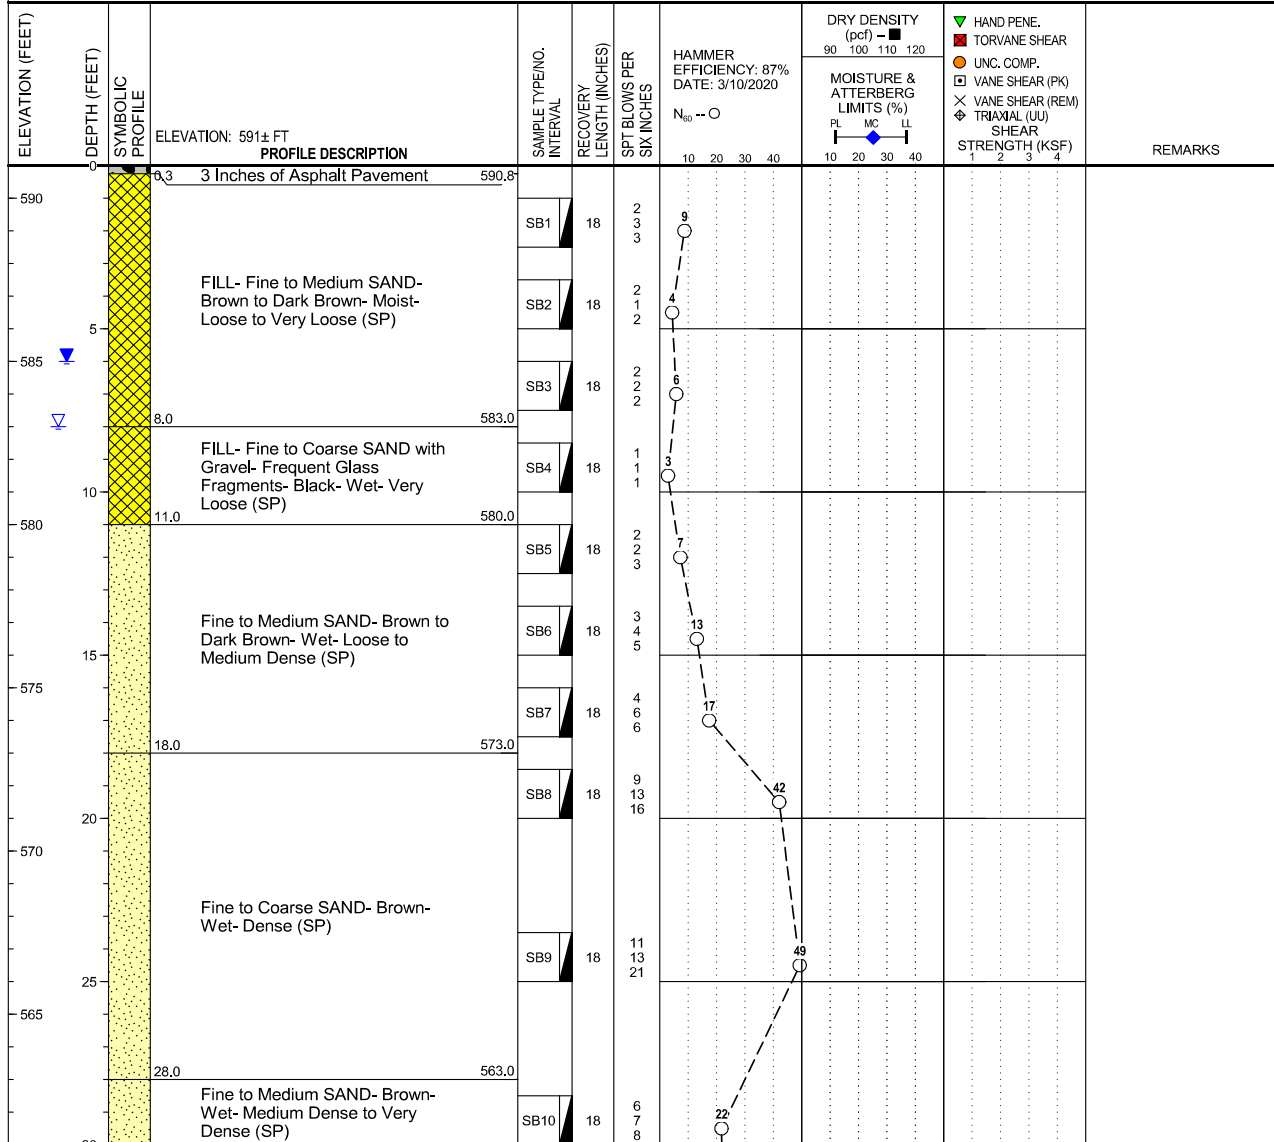 ELEVATION (FEET)
DEPTH (FEET)
SYMBOLIC
PROFILE
ELEVATION: 591± FT
PROFILE DESCRIPTION
SAMPLE TYPE/NO.
INTERVAL
RECOVERY
LENGTH (INCHES)
SPT BLOWS PER
SIX INCHES
HAMMER
EFFICIENCY: 87%
DATE: 3/10/2020
N60 -- O
10 20 30 40
DRY DENSITY
(pcf) - ■
90 100 110 120
MOISTURE &
ATTERBERG
LIMITS (%)
PL MC LL
10 20 30 40
HAND PENE.
TORVANE SHEAR
UNC. COMP.
VANE SHEAR (PK)
VANE SHEAR (REM)
TRIAXIAL (UU)
SHEAR
STRENGTH (KSF)
1 2 3 4
REMARKS
0
0.3 3 Inches of Asphalt Pavement 590.8
590
SB1 18 2 3 3 9
FILL- Fine to Medium SAND-
Brown to Dark Brown- Moist-
Loose to Very Loose (SP)
SB2 18 2 1 2 4
5
585
SB3 18 2 2 2 6
8.0 583.0
FILL- Fine to Coarse SAND with
Gravel- Frequent Glass
Fragments- Black- Wet- Very
Loose (SP)
SB4 18 1 1 1 3
10
11.0 580.0
580
SB5 18 2 2 3 7
Fine to Medium SAND- Brown to
Dark Brown- Wet- Loose to
Medium Dense (SP)
SB6 18 3 4 5 13
15
575
SB7 18 4 6 6 17
18.0 573.0
SB8 18 9 13 16 42
20
570
Fine to Coarse SAND- Brown-
Wet- Dense (SP)
SB9 18 11 13 21 49
25
565
28.0 563.0
Fine to Medium SAND- Brown-
Wet- Medium Dense to Very
Dense (SP)
SB10 18 6 7 8 22